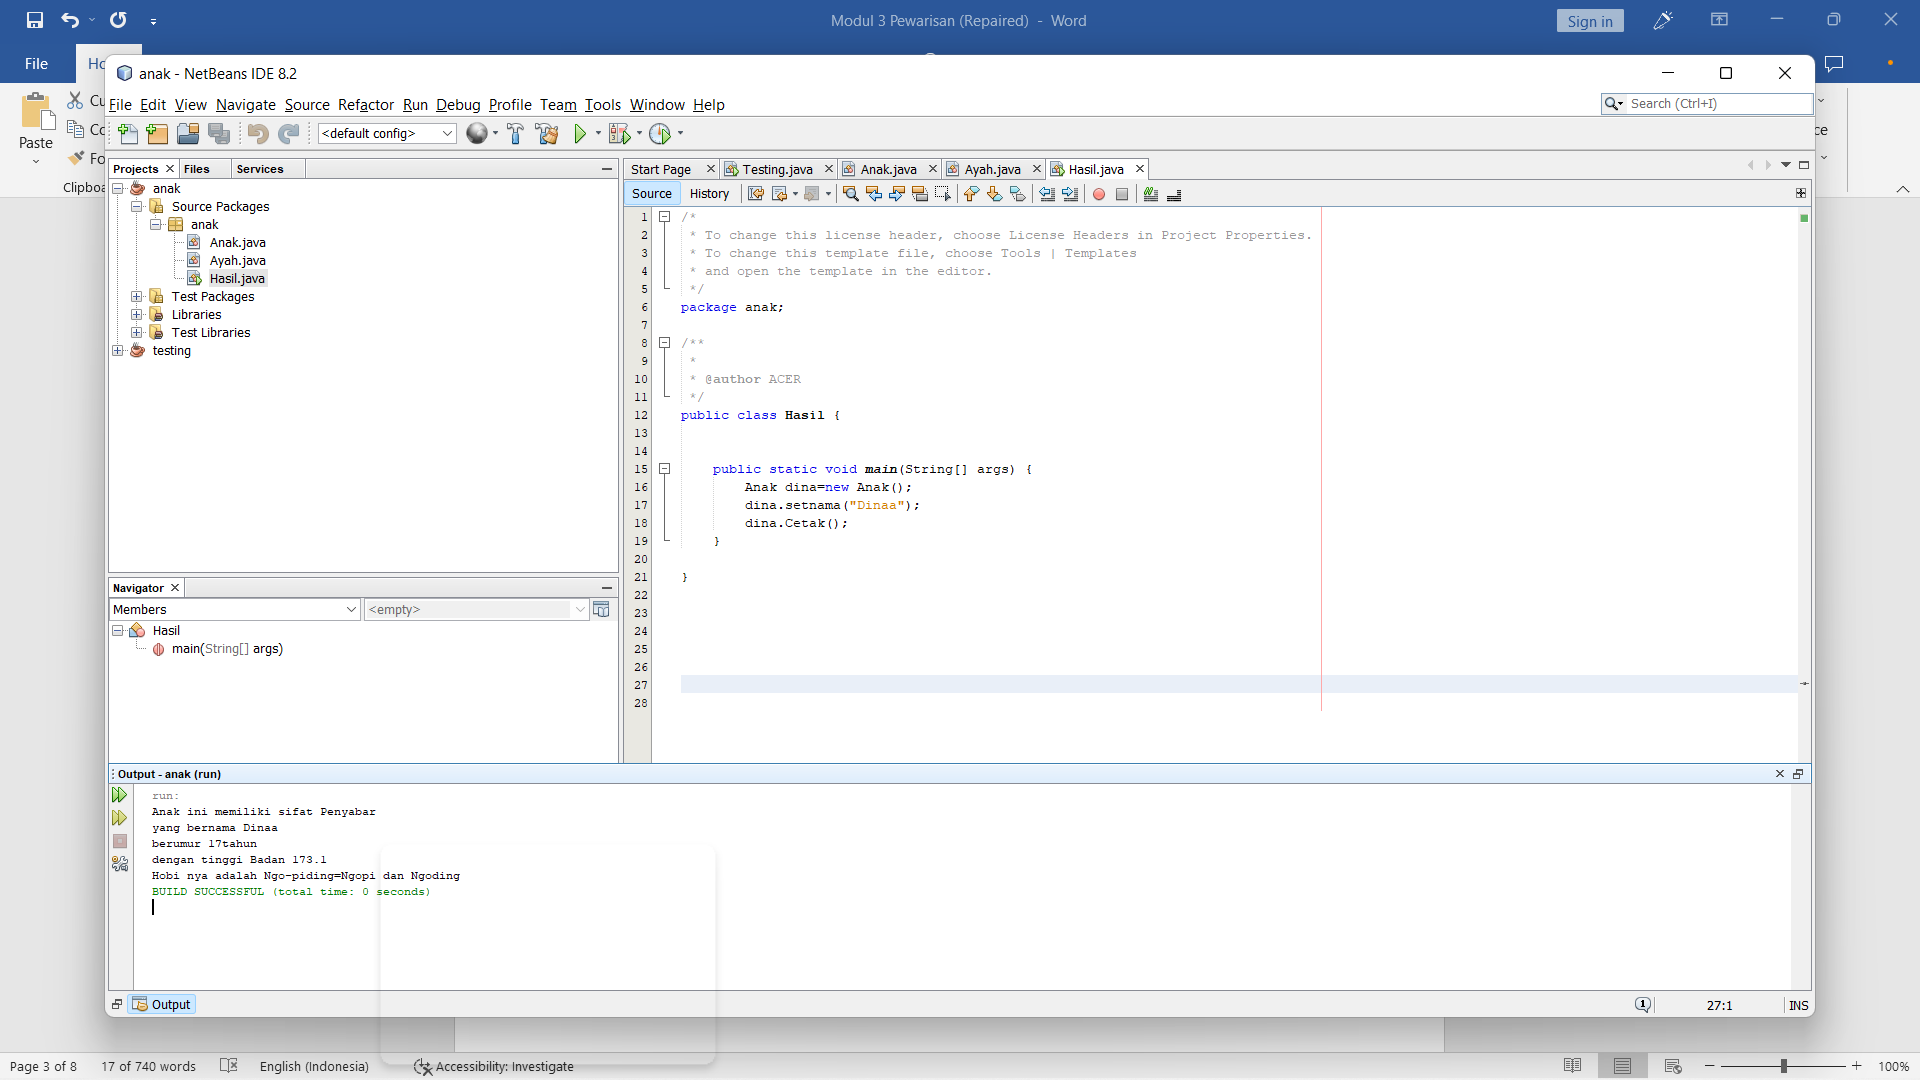 Modul 3 Pewarisan (Repaired) - Word
Sign in
File
anak - NetBeans IDE 8.2
File Edit View Navigate Source Refactor Run Debug Profile Team Tools Window Help
Search (Ctrl+I)
Paste
<default config>
Projects Files Services
Start Page Testing.java Anak.java Ayah.java Hasil.java
Source History
anak
Source Packages
anak
Anak.java
Ayah.java
Hasil.java
Test Packages
Libraries
Test Libraries
testing
1 /*
2 * To change this license header, choose License Headers in Project Properties.
3 * To change this template file, choose Tools | Templates
4 * and open the template in the editor.
5 */
6 package anak;
7
8 /**
9 *
10 * @author ACER
11 */
12 public class Hasil {
13
14
15 public static void main(String[] args) {
16 Anak dina=new Anak();
17 dina.setnama("Dinaa");
18 dina.Cetak();
19 }
20
21 }
22
23
24
25
26
27
28
Navigator
Members <empty>
Hasil
main(String[] args)
Output - anak (run)
run:
Anak ini memiliki sifat Penyabar
yang bernama Dinaa
berumur 17tahun
dengan tinggi Badan 173.1
Hobi nya adalah Ngo-piding=Ngopi dan Ngoding
BUILD SUCCESSFUL (total time: 0 seconds)
Output
1
27:1 INS
Page 3 of 8 17 of 740 words English (Indonesia) Accessibility: Investigate 100%